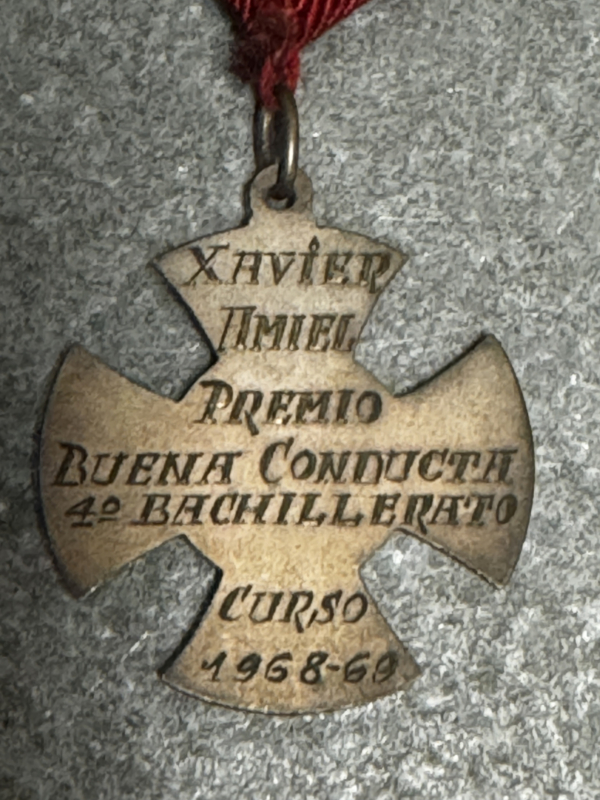 XAVIER
AMIEL
PREMIO
BUENA CONDUCTA
4º BACHILLERATO
CURSO
1968-69